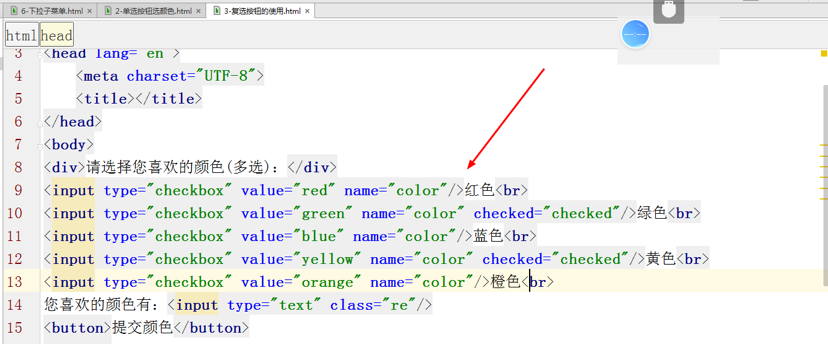 6-下拉子菜单.html × 2-单选按钮选颜色.html × 3-复选按钮的使用.html ×
html head
3 <head lang="en">
4 <meta charset="UTF-8">
5 <title></title>
6 </head>
7 <body>
8 <div>请选择您喜欢的颜色(多选): </div>
9 <input type="checkbox" value="red" name="color"/>红色<br>
10 <input type="checkbox" value="green" name="color" checked="checked"/>绿色<br>
11 <input type="checkbox" value="blue" name="color"/>蓝色<br>
12 <input type="checkbox" value="yellow" name="color" checked="checked"/>黄色<br>
13 <input type="checkbox" value="orange" name="color"/>橙色<br>
14 您喜欢的颜色有: <input type="text" class="re"/>
15 <button>提交颜色</button>